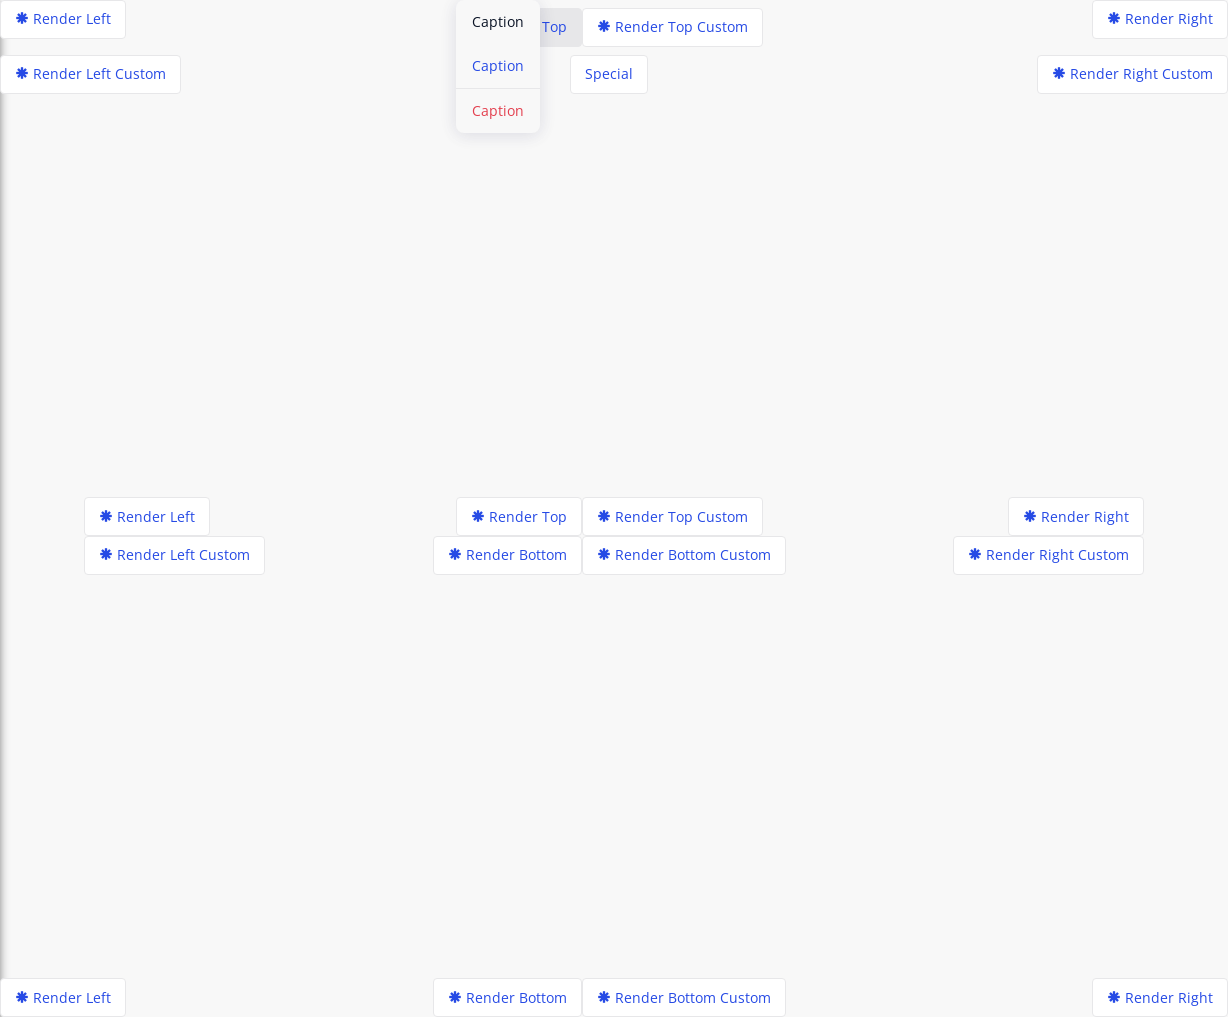 Render Left
Caption
Top
Render Top Custom
Render Right
Render Left Custom
Caption
Special
Render Right Custom
Caption
Render Left
Render Top
Render Top Custom
Render Right
Render Left Custom
Render Bottom
Render Bottom Custom
Render Right Custom
Render Left
Render Bottom
Render Bottom Custom
Render Right